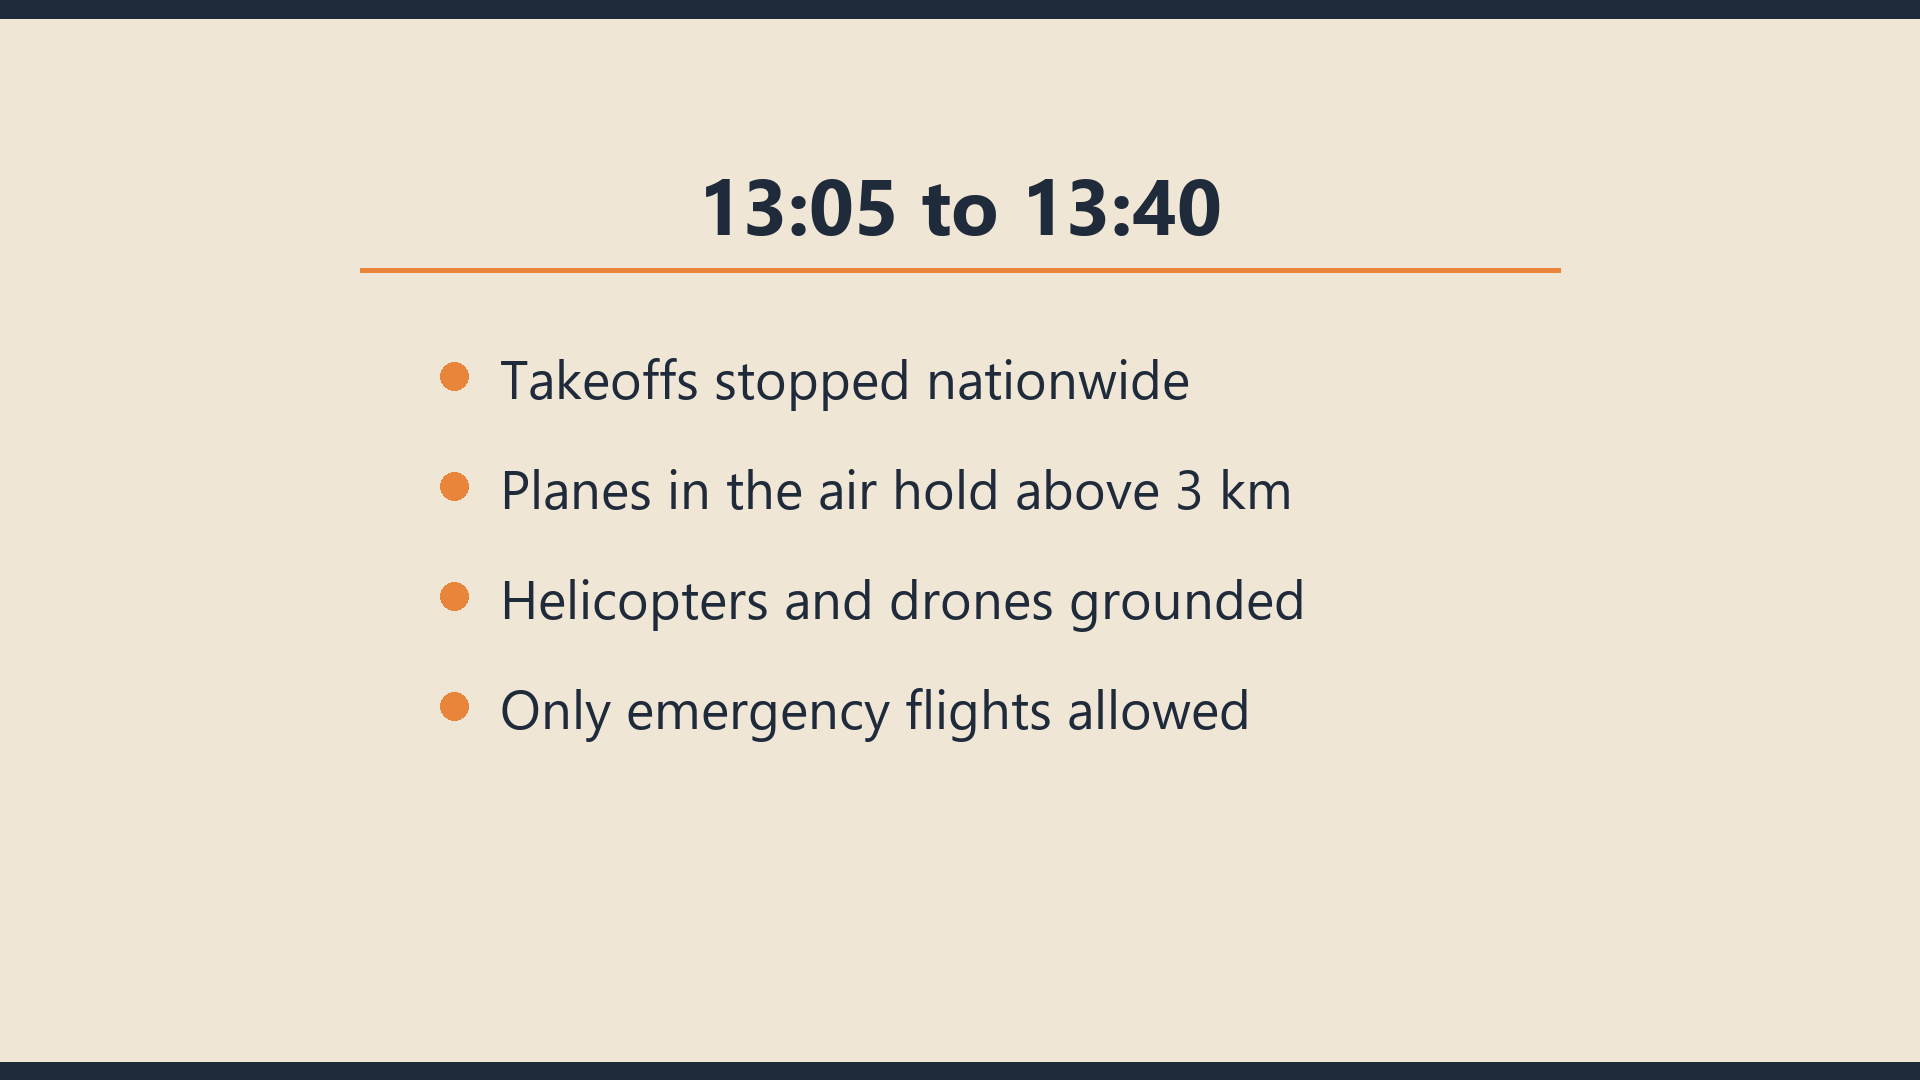 13:05 to 13:40
Takeoffs stopped nationwide
Planes in the air hold above 3 km
Helicopters and drones grounded
Only emergency flights allowed